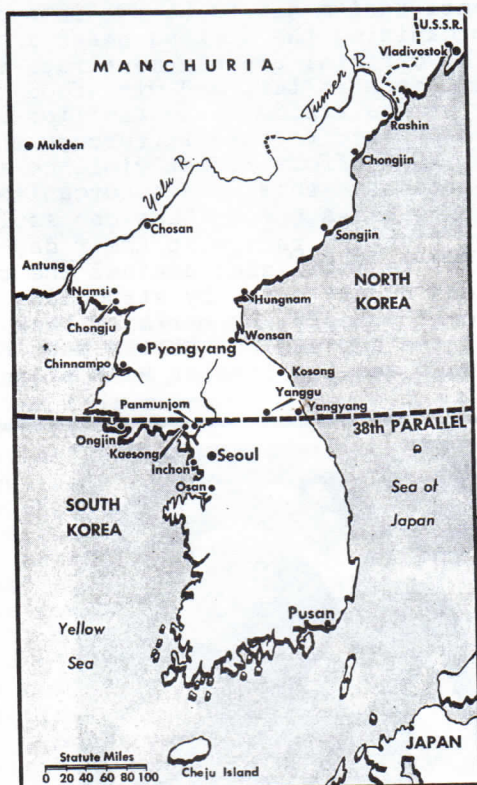 U.S.S.R.
Vladivostok
MANCHURIA
Tumen R.
Rashin
Mukden
Chongjin
Yalu R.
Chosan
Songjin
Antung
NORTH
KOREA
Namsi
Hungnam
Chongju
Wonsan
Pyongyang
Chinnampo
Kosong
Yanggu
Panmunjom
Yangyang
38th PARALLEL
Ongjin
Kaesong
Seoul
Inchon
Osan
Sea of
Japan
SOUTH
KOREA
Pusan
Yellow
Sea
JAPAN
Statute Miles
0 20 40 60 80 100
Cheju Island